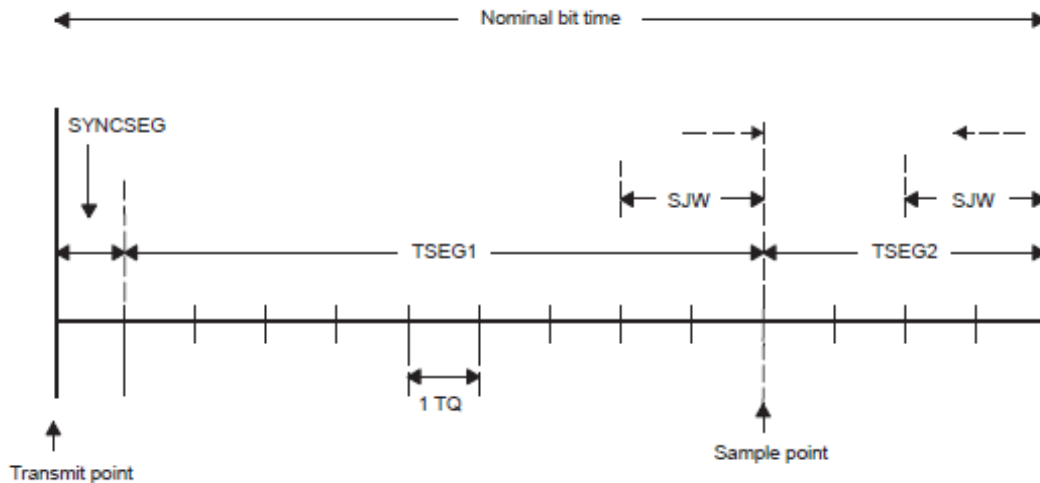 Nominal bit time
SYNCSEG
SJW
SJW
TSEG1
TSEG2
1 TQ
Sample point
Transmit point